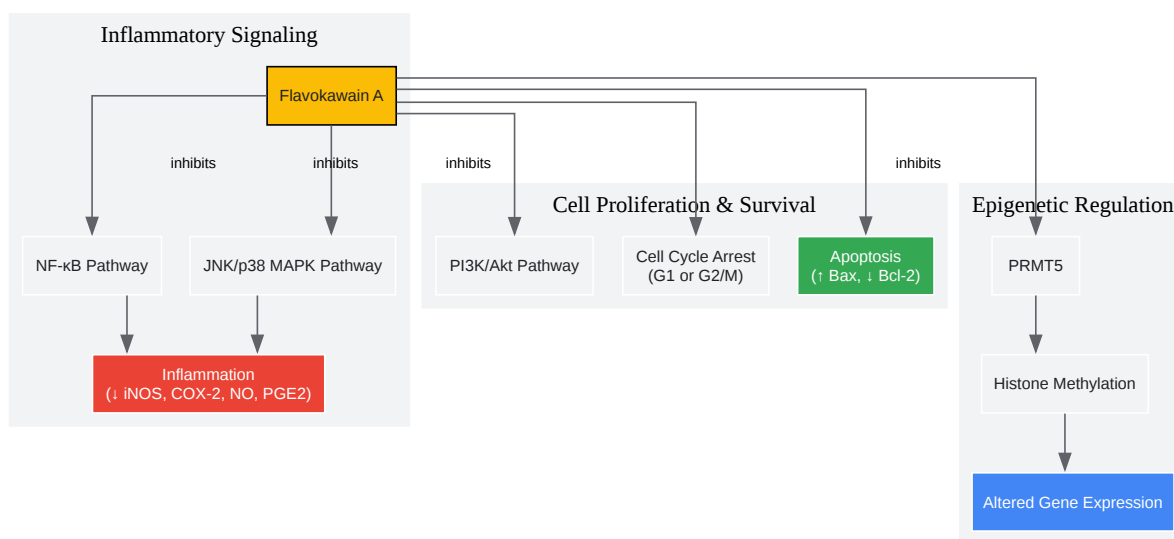 Inflammatory Signaling
Flavokawain A
inhibits
inhibits
inhibits
inhibits
Cell Proliferation & Survival
Epigenetic Regulation
NF-κB Pathway
JNK/p38 MAPK Pathway
PI3K/Akt Pathway
Cell Cycle Arrest
(G1 or G2/M)
Apoptosis
(↑ Bax, ↓ Bcl-2)
PRMT5
Inflammation
(↓ iNOS, COX-2, NO, PGE2)
Histone Methylation
Altered Gene Expression